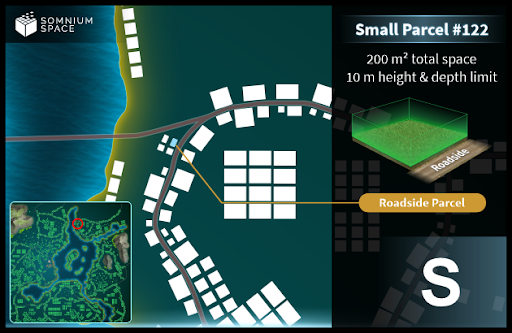 SOMNIUM
SPACE
Small Parcel #122
200 m² total space
10 m height & depth limit
Roadside
Roadside Parcel
S